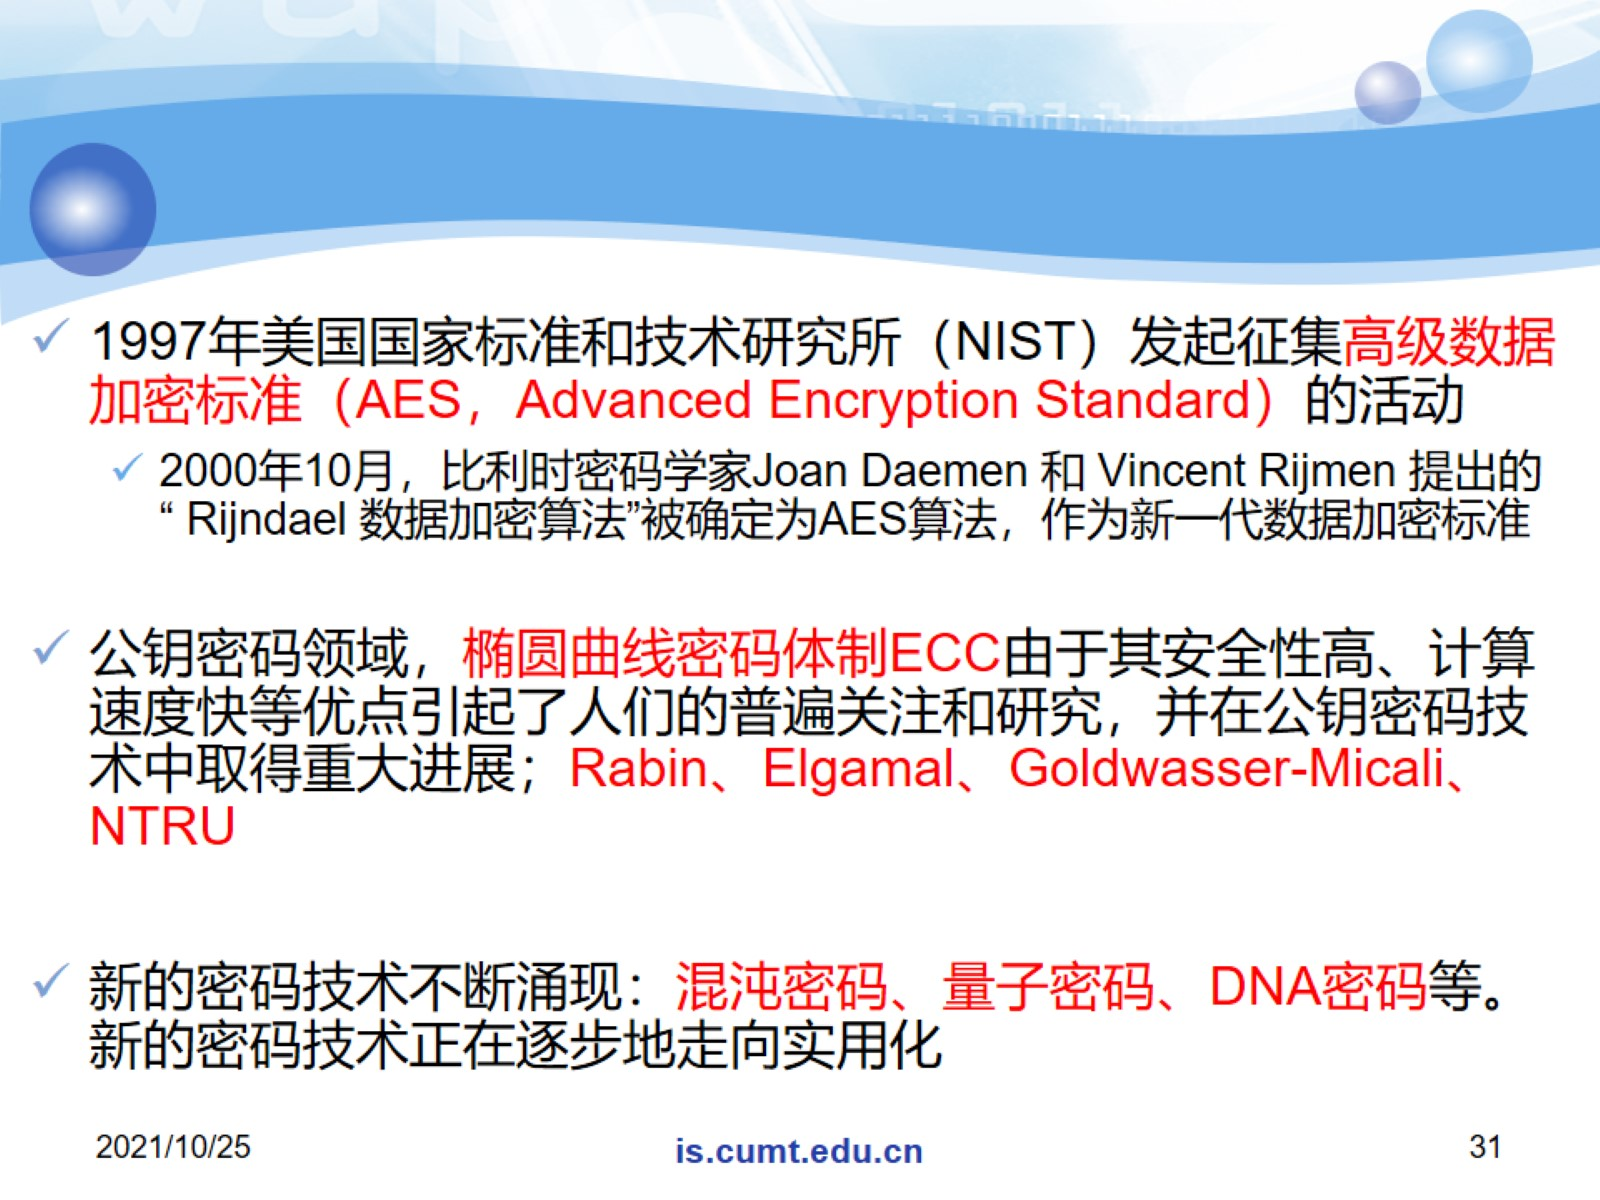 1997年美国国家标准和技术研究所（NIST）发起征集高级数据
加密标准（AES，Advanced Encryption Standard）的活动
2000年10月，比利时密码学家Joan Daemen 和 Vincent Rijmen 提出的
“ Rijndael 数据加密算法”被确定为AES算法，作为新一代数据加密标准
公钥密码领域，椭圆曲线密码体制ECC由于其安全性高、计算
速度快等优点引起了人们的普遍关注和研究，并在公钥密码技
术中取得重大进展；Rabin、Elgamal、Goldwasser-Micali、
NTRU
新的密码技术不断涌现：混沌密码、量子密码、DNA密码等。
新的密码技术正在逐步地走向实用化
2021/10/25
is.cumt.edu.cn
31